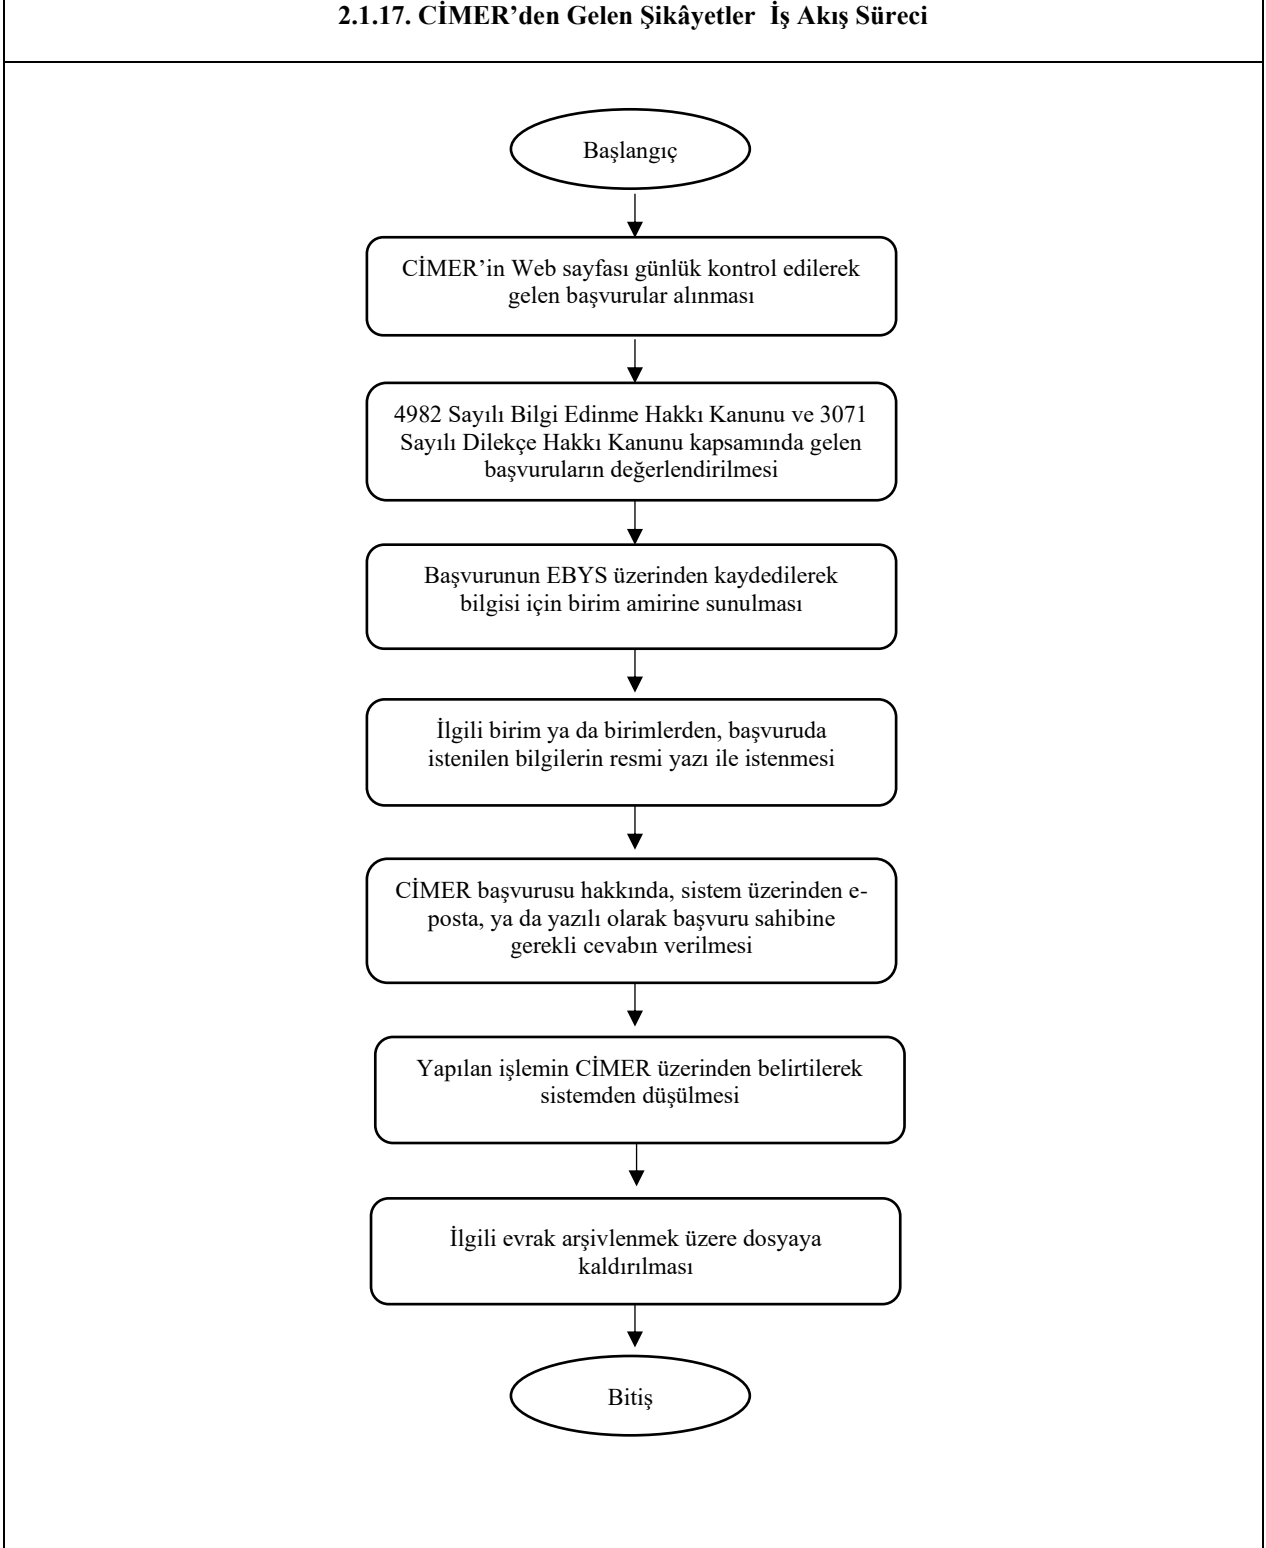 2.1.17. CİMER’den Gelen Şikâyetler İş Akış Süreci
Başlangıç
CİMER’in Web sayfası günlük kontrol edilerek
gelen başvurular alınması
4982 Sayılı Bilgi Edinme Hakkı Kanunu ve 3071
Sayılı Dilekçe Hakkı Kanunu kapsamında gelen
başvuruların değerlendirilmesi
Başvurunun EBYS üzerinden kaydedilerek
bilgisi için birim amirine sunulması
İlgili birim ya da birimlerden, başvuruda
istenilen bilgilerin resmi yazı ile istenmesi
CİMER başvurusu hakkında, sistem üzerinden e-
posta, ya da yazılı olarak başvuru sahibine
gerekli cevabın verilmesi
Yapılan işlemin CİMER üzerinden belirtilerek
sistemden düşülmesi
İlgili evrak arşivlenmek üzere dosyaya
kaldırılması
Bitiş